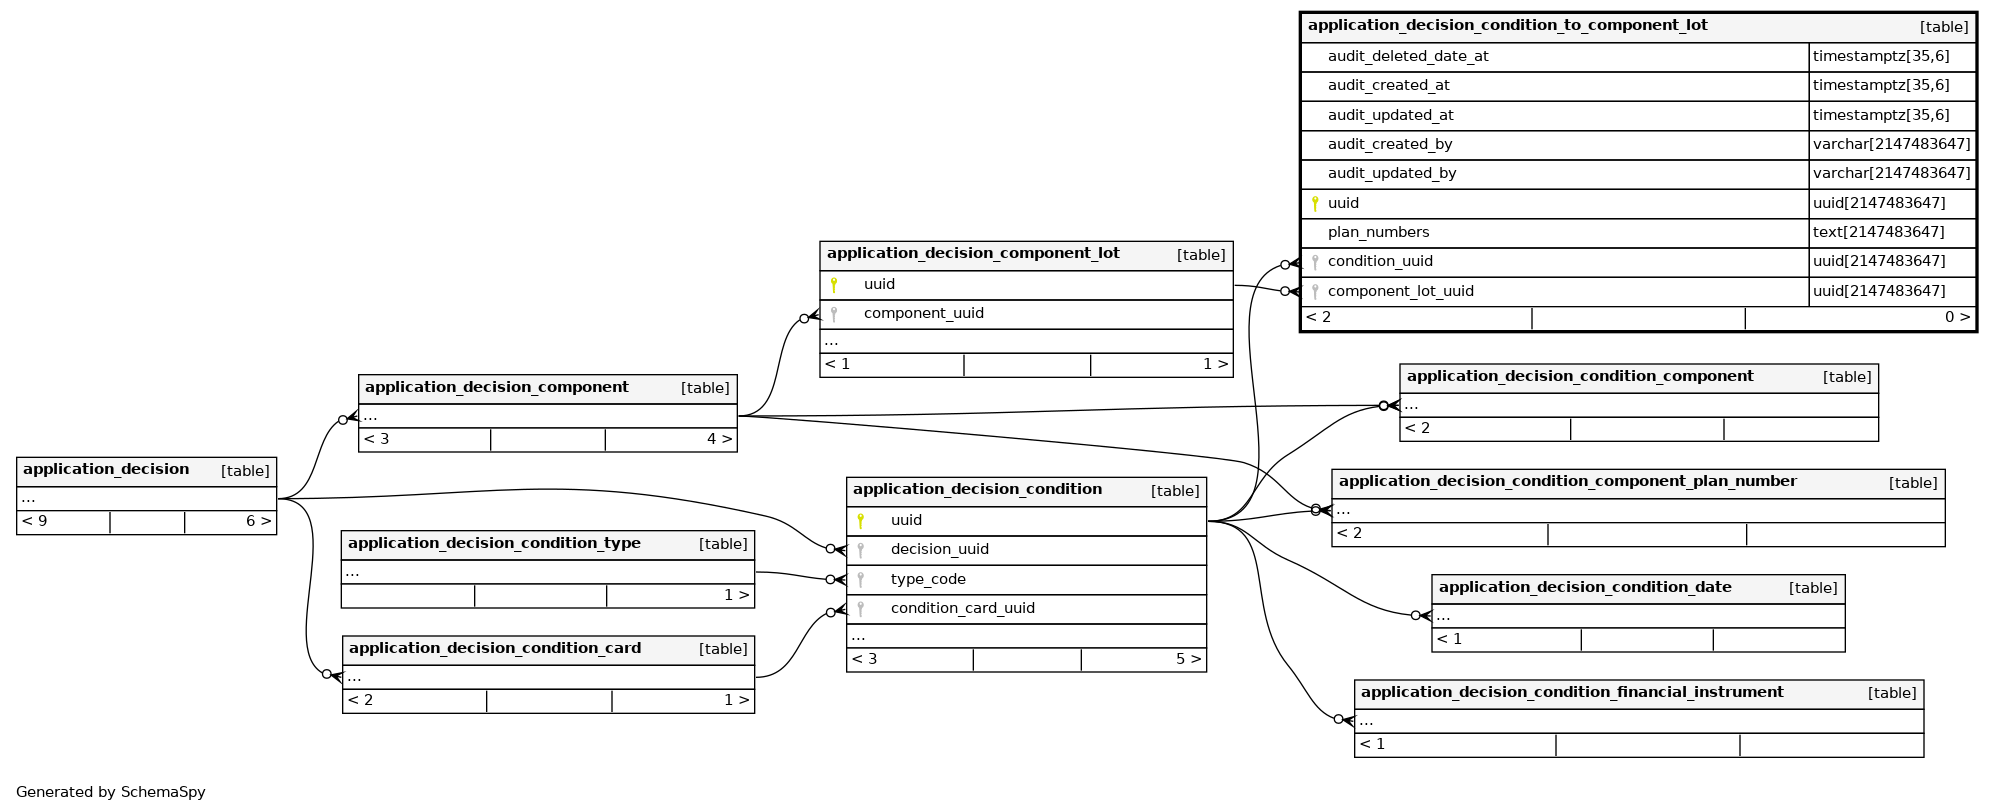 application_decision_condition_to_component_lot [table]
audit_deleted_date_at timestamptz[35,6]
audit_created_at timestamptz[35,6]
audit_updated_at timestamptz[35,6]
audit_created_by varchar[2147483647]
audit_updated_by varchar[2147483647]
uuid uuid[2147483647]
plan_numbers text[2147483647]
condition_uuid uuid[2147483647]
component_lot_uuid uuid[2147483647]
< 2 0 >
application_decision_component_lot [table]
uuid
component_uuid
...
< 1 1 >
application_decision_component [table]
...
< 3 4 >
application_decision_condition_component [table]
...
< 2
application_decision [table]
...
< 9 6 >
application_decision_condition [table]
uuid
decision_uuid
type_code
condition_card_uuid
...
< 3 5 >
application_decision_condition_component_plan_number [table]
...
< 2
application_decision_condition_type [table]
...
1 >
application_decision_condition_date [table]
...
< 1
application_decision_condition_card [table]
...
< 2 1 >
application_decision_condition_financial_instrument [table]
...
< 1
Generated by SchemaSpy